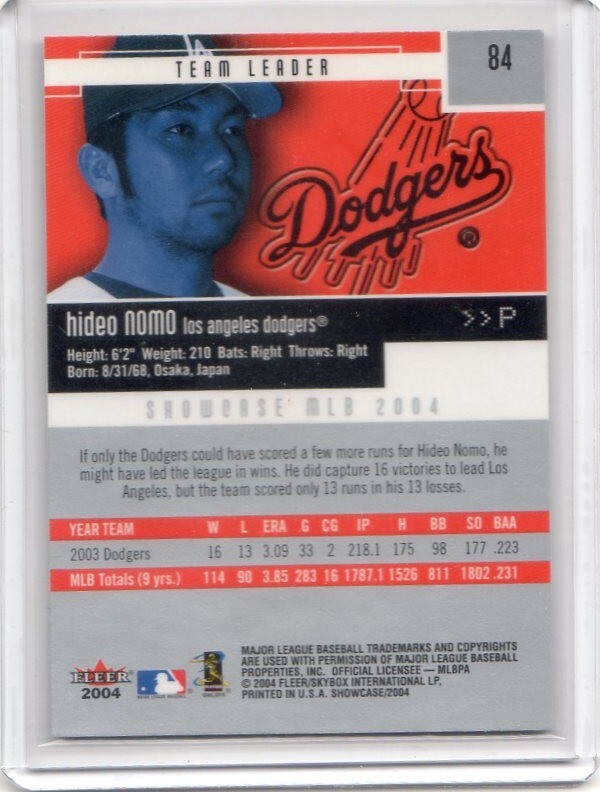 84
TEAM LEADER
Dodgers ®
hideo nomo los angeles dodgers® >>P
Height: 6'2" Weight: 210 Bats: Right Throws: Right
Born: 8/31/68, Osaka, Japan
SHOWCASE MLB 2004
If only the Dodgers could have scored a few more runs for Hideo Nomo, he
might have led the league in wins. He did capture 16 victories to lead Los
Angeles, but the team scored only 13 runs in his 13 losses.
YEAR TEAM W L ERA G CG IP H BB SO BAA
2003 Dodgers 16 13 3.09 33 2 218.1 175 98 177 .223
MLB Totals (9 yrs.) 114 90 3.85 283 16 1787.1 1526 811 1802 .231
MAJOR LEAGUE BASEBALL TRADEMARKS AND COPYRIGHTS
ARE USED WITH PERMISSION OF MAJOR LEAGUE BASEBALL
PROPERTIES, INC. OFFICIAL LICENSEE — MLBPA
© 2004 FLEER/SKYBOX INTERNATIONAL LP,
PRINTED IN U.S.A. SHOWCASE/2004
FLEER
2004